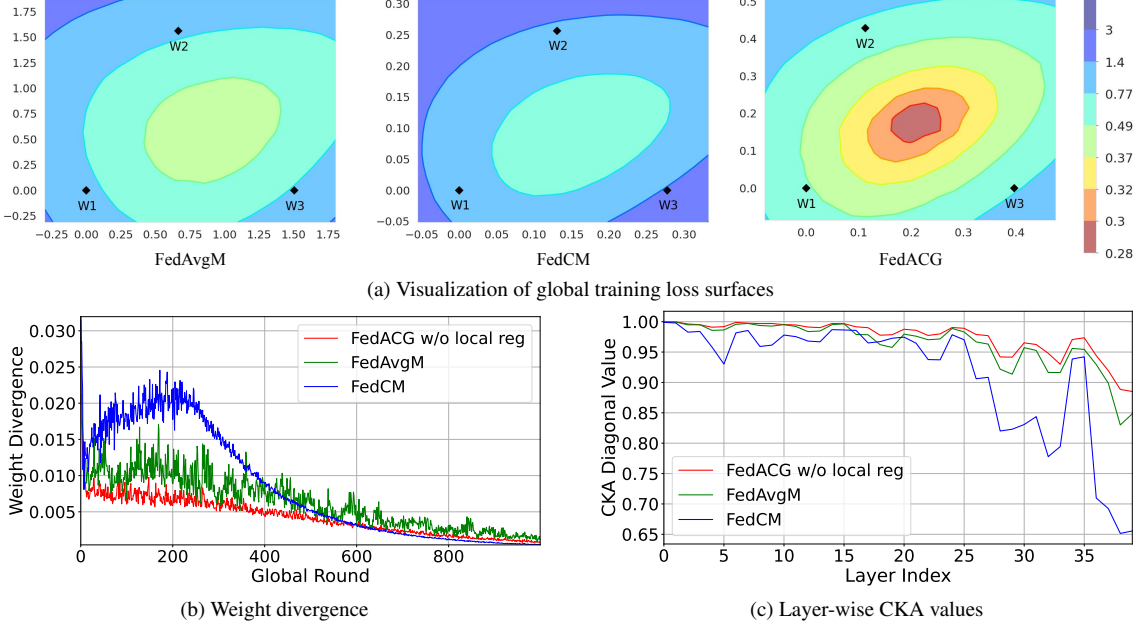 1.75
1.50
1.25
1.00
0.75
0.50
0.25
0.00
−0.25
W2
W1
W3
−0.25 0.00 0.25 0.50 0.75 1.00 1.25 1.50 1.75
FedAvgM
0.30
0.25
0.20
0.15
0.10
0.05
0.00
−0.05
W2
W1
W3
0.00 0.05 0.10 0.15 0.20 0.25 0.30
FedCM
0.5
0.4
0.3
0.2
0.1
0.0
W2
W1
W3
0.0 0.1 0.2 0.3 0.4
FedACG
3
1.4
0.77
0.49
0.37
0.32
0.3
0.28
(a) Visualization of global training loss surfaces
Weight Divergence
0.030
0.025
0.020
0.015
0.010
0.005
FedACG w/o local reg
FedAvgM
FedCM
0 200 400 600 800
Global Round
(b) Weight divergence
CKA Diagonal Value
1.00
0.95
0.90
0.85
0.80
0.75
0.70
0.65
FedACG w/o local reg
FedAvgM
FedCM
0 5 10 15 20 25 30 35
Layer Index
(c) Layer-wise CKA values